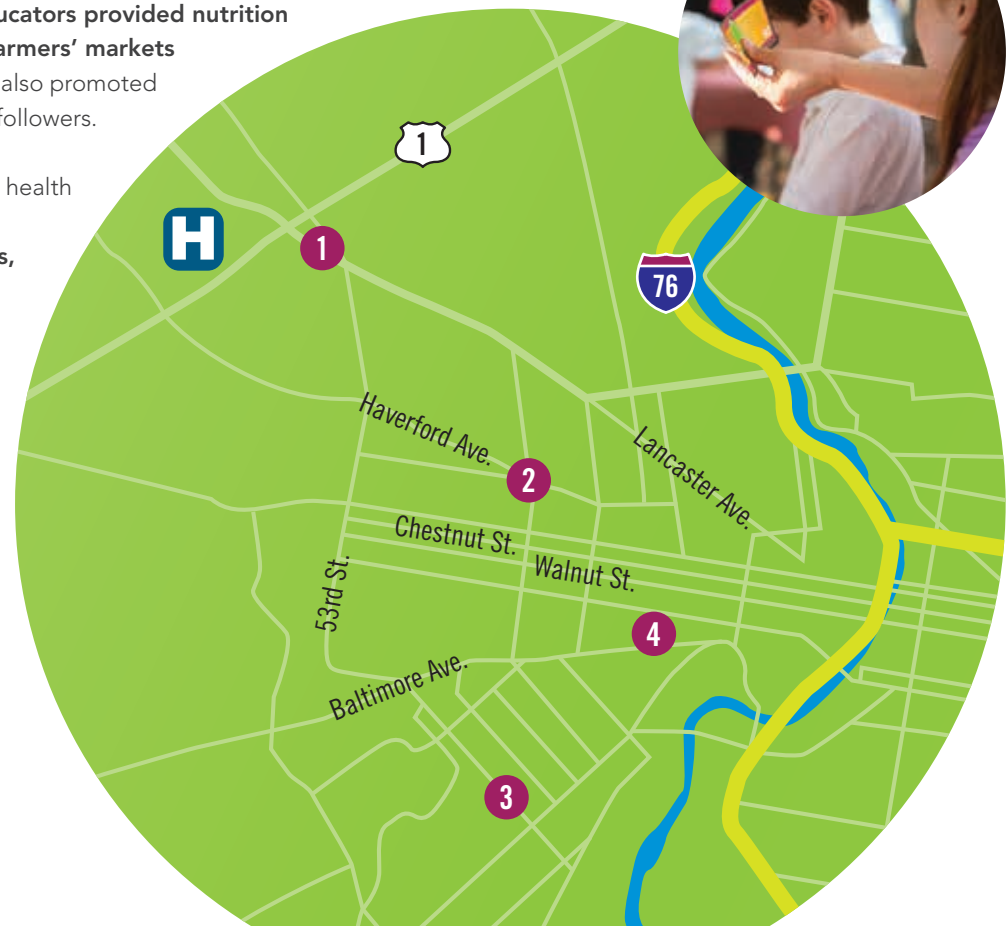 ucators provided nutrition
armers’ markets
also promoted
followers.
health
s,
1
H
1
76
Haverford Ave.
Lancaster Ave.
2
Chestnut St.
Walnut St.
53rd St.
4
Baltimore Ave.
3